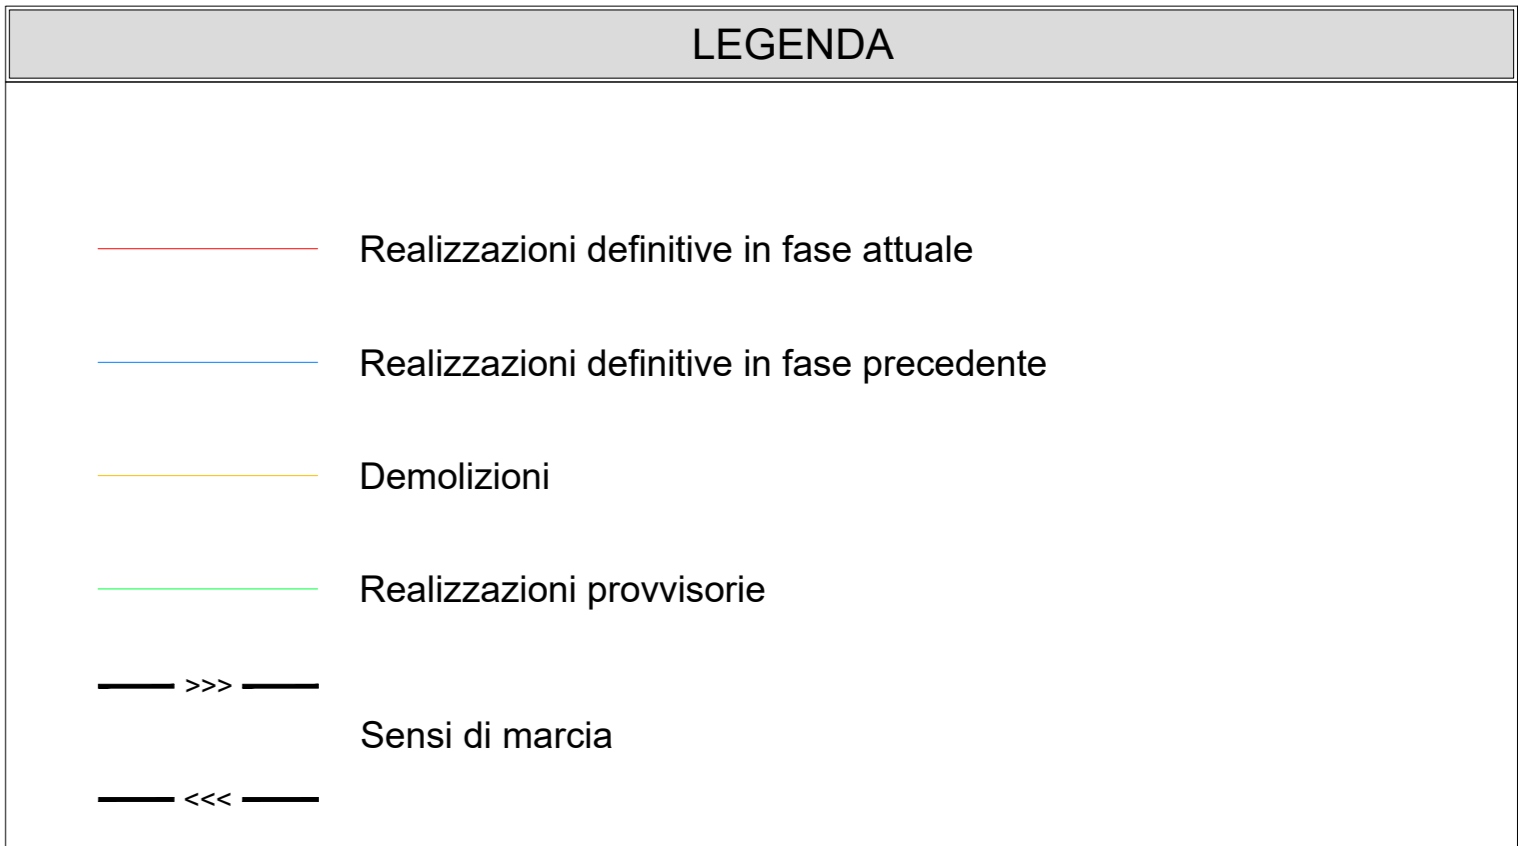 LEGENDA
Realizzazioni definitive in fase attuale
Realizzazioni definitive in fase precedente
Demolizioni
Realizzazioni provvisorie
>>>
Sensi di marcia
<<<